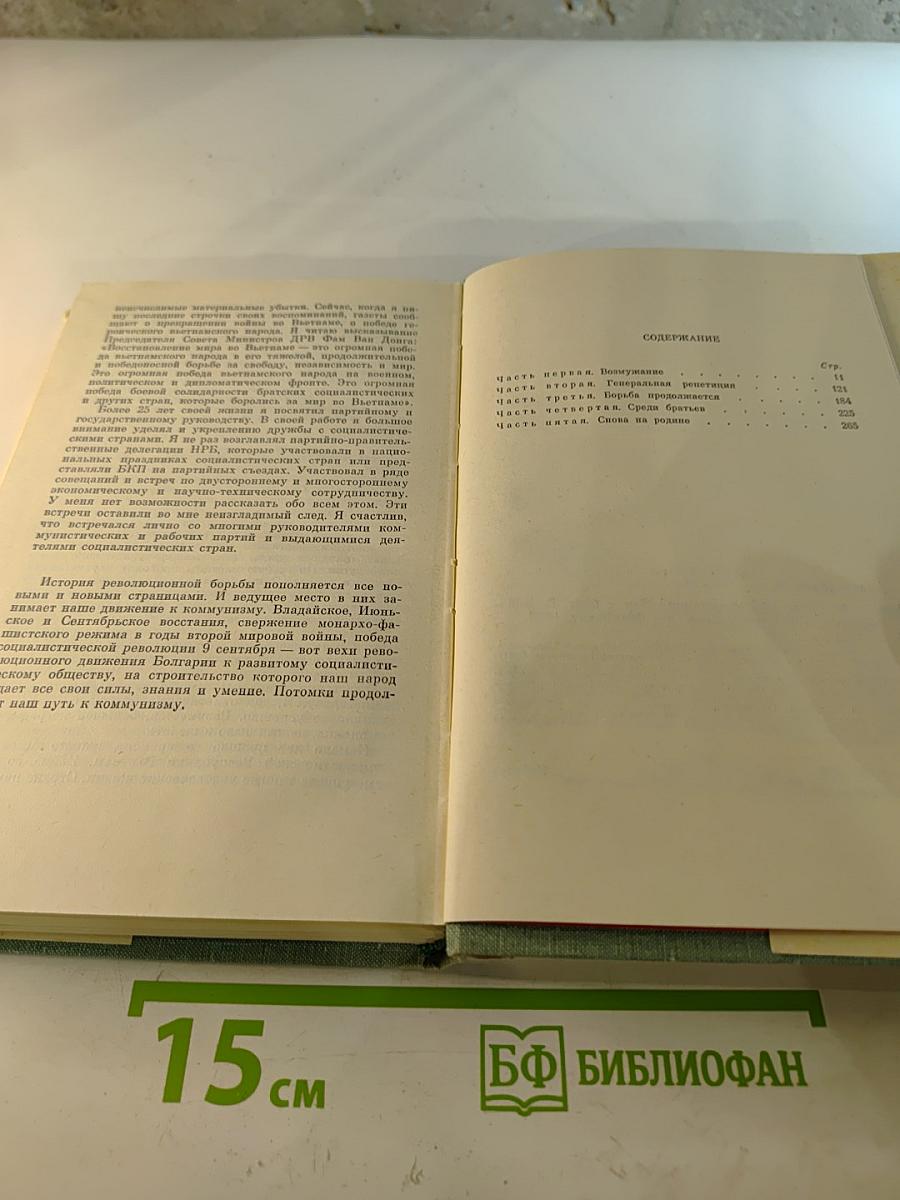 неисчислимые материальные убытки. Сейчас, когда я пи-
шу последние строчки своих воспоминаний, газеты сооб-
щают о прекращении войны во Вьетнаме, о победе ге-
роического вьетнамского народа. Я читаю высказывание
Председателя Совета Министров ДРВ Фам Ван Донга:
«Восстановление мира во Вьетнаме — это огромная побе-
да вьетнамского народа в его тяжелой, продолжительной
и победоносной борьбе за свободу, независимость и мир.
Это огромная победа вьетнамского народа на военном,
политическом и дипломатическом фронте. Это огромная
победа боевой солидарности братских социалистических
и других стран, которые боролись за мир во Вьетнаме».
Более 25 лет своей жизни я посвятил партийному и
государственному руководству. В своей работе я большое
внимание уделял и укреплению дружбы с социалистиче-
скими странами. Я не раз возглавлял партийно-правитель-
ственные делегации НРБ, которые участвовали в нацио-
нальных праздниках социалистических стран или пред-
ставляли БКП на партийных съездах. Участвовал в ряде
совещаний и встреч по двустороннему и многостороннему
экономическому и научно-техническому сотрудничеству.
У меня нет возможности рассказать обо всем этом. Эти
встречи оставили во мне неизгладимый след. Я счастлив,
что встречался лично со многими руководителями ком-
мунистических и рабочих партий и выдающимися дея-
телями социалистических стран.
История революционной борьбы пополняется все но-
выми и новыми страницами. И ведущее место в них за-
нимает наше движение к коммунизму. Владайское, Июнь-
ское и Сентябрьское восстания, свержение монархо-фа-
шистского режима в годы второй мировой войны, победа
социалистической революции 9 сентября — вот вехи рево-
люционного движения Болгарии к развитому социалисти-
ческому обществу, на строительство которого наш народ
дает все свои силы, знания и умение. Потомки продол-
т наш путь к коммунизму.
СОДЕРЖАНИЕ
Стр.
Часть первая. Возмужание . . . . . . . 11
Часть вторая. Генеральная репетиция . . . . 121
Часть третья. Борьба продолжается . . . . 184
Часть четвертая. Среди братьев . . . . . 225
Часть пятая. Снова на родине . . . . . . 265
15 см
БФ БИБЛИОФАН